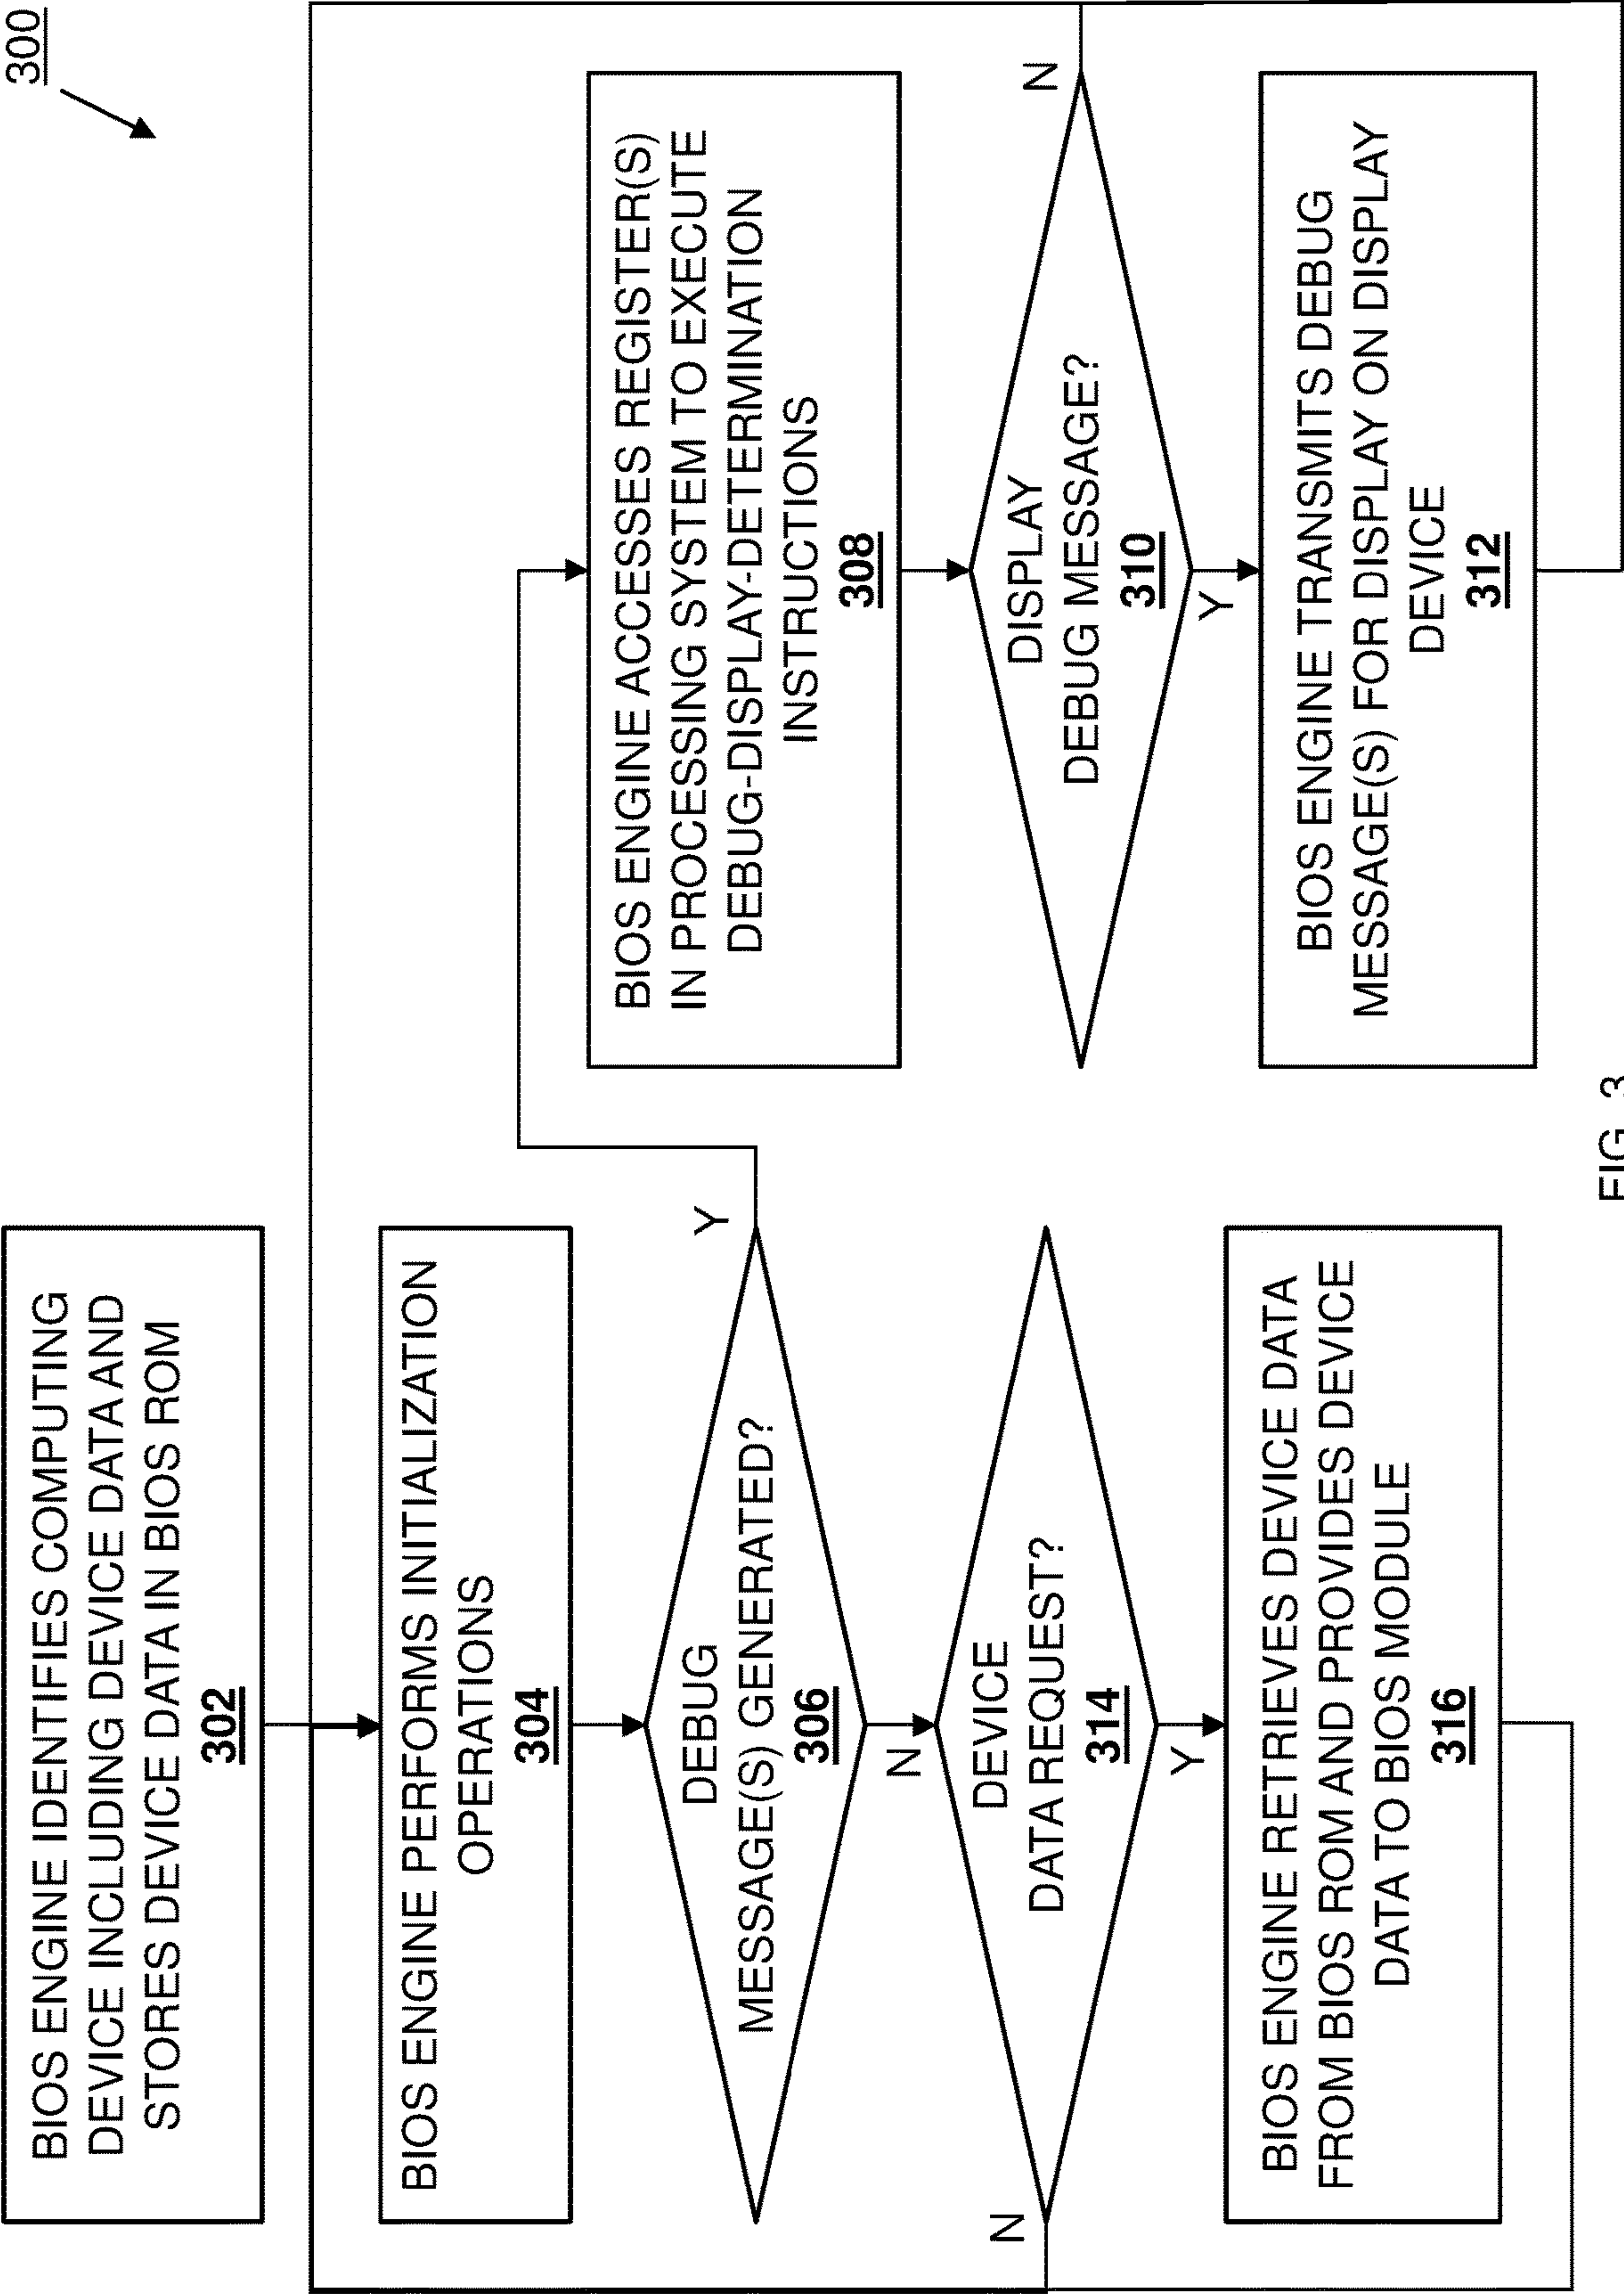 300
BIOS ENGINE IDENTIFIES COMPUTING
DEVICE INCLUDING DEVICE DATA AND
STORES DEVICE DATA IN BIOS ROM
302
BIOS ENGINE PERFORMS INITIALIZATION
OPERATIONS
304
DEBUG
MESSAGE(S) GENERATED?
306
Y
N
DEVICE
DATA REQUEST?
314
N
Y
BIOS ENGINE RETRIEVES DEVICE DATA
FROM BIOS ROM AND PROVIDES DEVICE
DATA TO BIOS MODULE
316
BIOS ENGINE ACCESSES REGISTER(S)
IN PROCESSING SYSTEM TO EXECUTE
DEBUG-DISPLAY-DETERMINATION
INSTRUCTIONS
308
DISPLAY
DEBUG MESSAGE?
310
N
Y
BIOS ENGINE TRANSMITS DEBUG
MESSAGE(S) FOR DISPLAY ON DISPLAY
DEVICE
312
FIG. 3